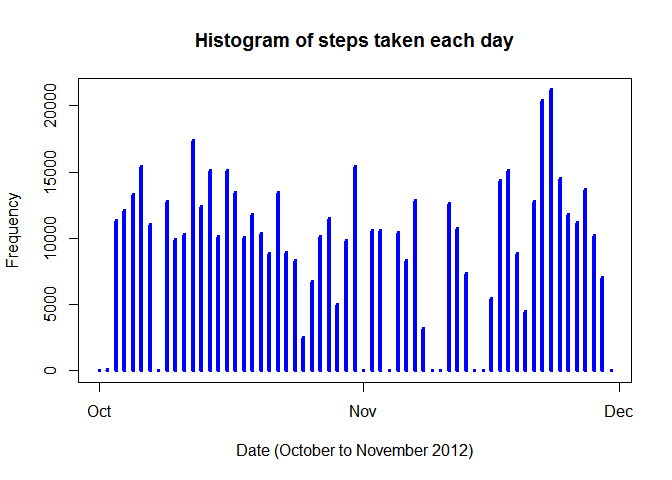 Histogram of steps taken each day
Frequency
20000
15000
10000
5000
0
Oct Nov Dec
Date (October to November 2012)